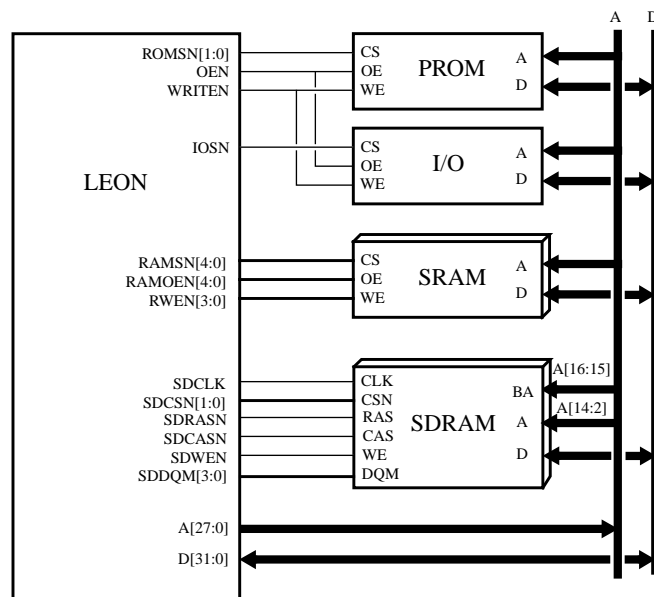 A D
ROMSN[1:0] CS
OEN OE PROM A
WRITEN WE D
IOSN CS A
OE I/O
WE D
LEON
RAMSN[4:0] CS A
RAMOEN[4:0] OE SRAM
RWEN[3:0] WE D
A[16:15]
SDCLK CLK BA
SDCSN[1:0] CSN A[14:2]
SDRASN RAS SDRAM A
SDCASN CAS
SDWEN WE D
SDDQM[3:0] DQM
A[27:0]
D[31:0]